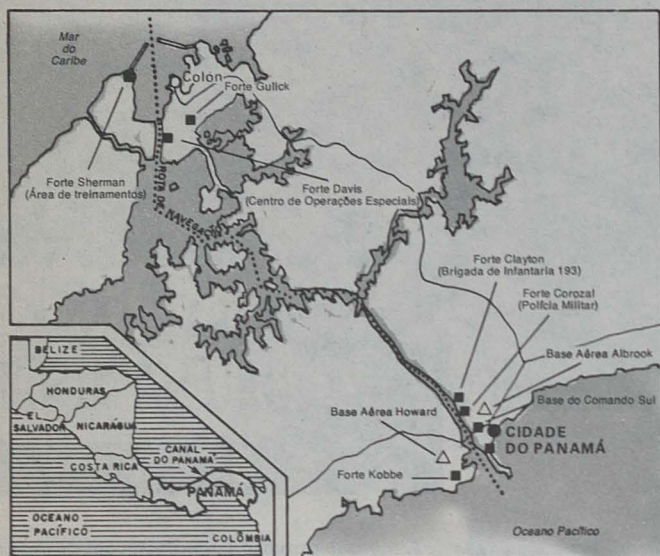 Mar
do
Caribe
Colón
Forte Gulick
Forte Sherman
(Área de treinamentos)
ROTA DE NAVEGAÇÃO
Forte Davis
(Centro de Operações Especiais)
Forte Clayton
(Brigada de Infantaria 193)
Forte Corozal
(Polícia Militar)
Base Aérea Albrook
Base do Comando Sul
Base Aérea Howard
CIDADE
DO PANAMÁ
Forte Kobbe
Oceano Pacífico
BELIZE
HONDURAS
EL
SALVADOR
NICARÁGUA
COSTA RICA
CANAL
DO PANAMÁ
PANAMÁ
OCEANO
PACÍFICO
COLÔMBIA